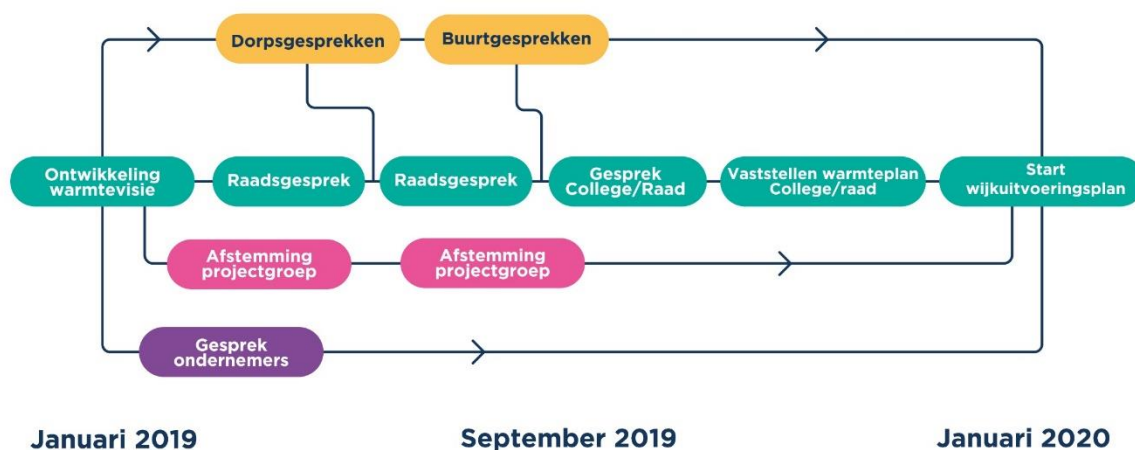 Dorpsgesprekken
Buurtgesprekken
Ontwikkeling
warmtevisie
Raadsgesprek
Raadsgesprek
Gesprek
College/Raad
Vaststellen warmteplan
College/raad
Start
wijkuitvoeringsplan
Afstemming
projectgroep
Afstemming
projectgroep
Gesprek
ondernemers
Januari 2019
September 2019
Januari 2020